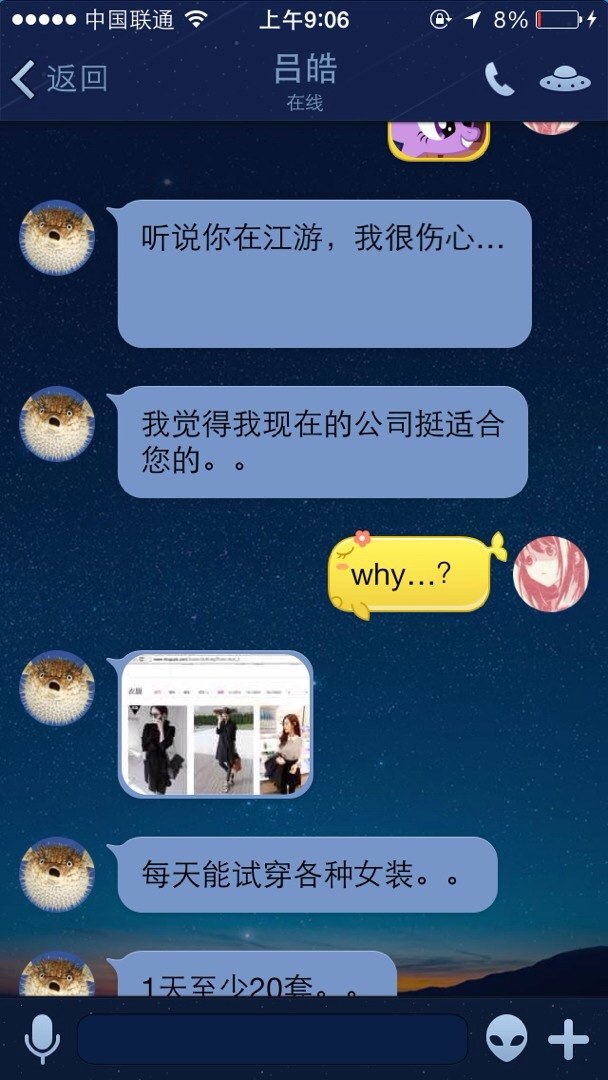 中国联通
上午9:06
8%
返回
吕皓
在线
听说你在江游，我很伤心...
我觉得我现在的公司挺适合
您的。。
why...?
衣服
每天能试穿各种女装。。
1天至少20套。。